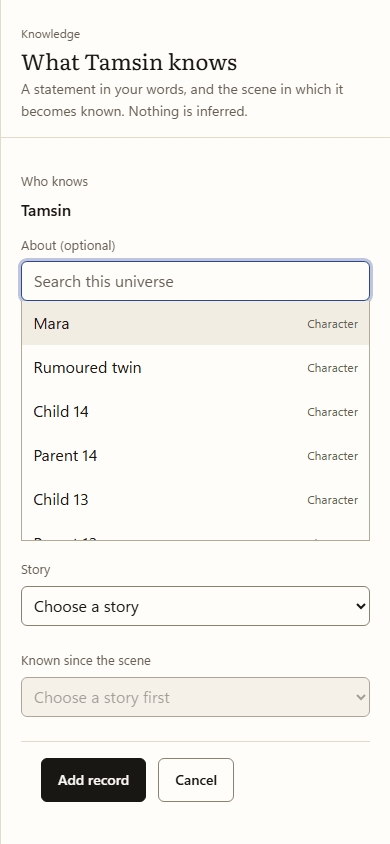 Knowledge
What Tamsin knows
A statement in your words, and the scene in which it
becomes known. Nothing is inferred.
Who knows
Tamsin
About (optional)
Search this universe
Mara Character
Rumoured twin Character
Child 14 Character
Parent 14 Character
Child 13 Character
Story
Choose a story
Known since the scene
Choose a story first
Add record Cancel